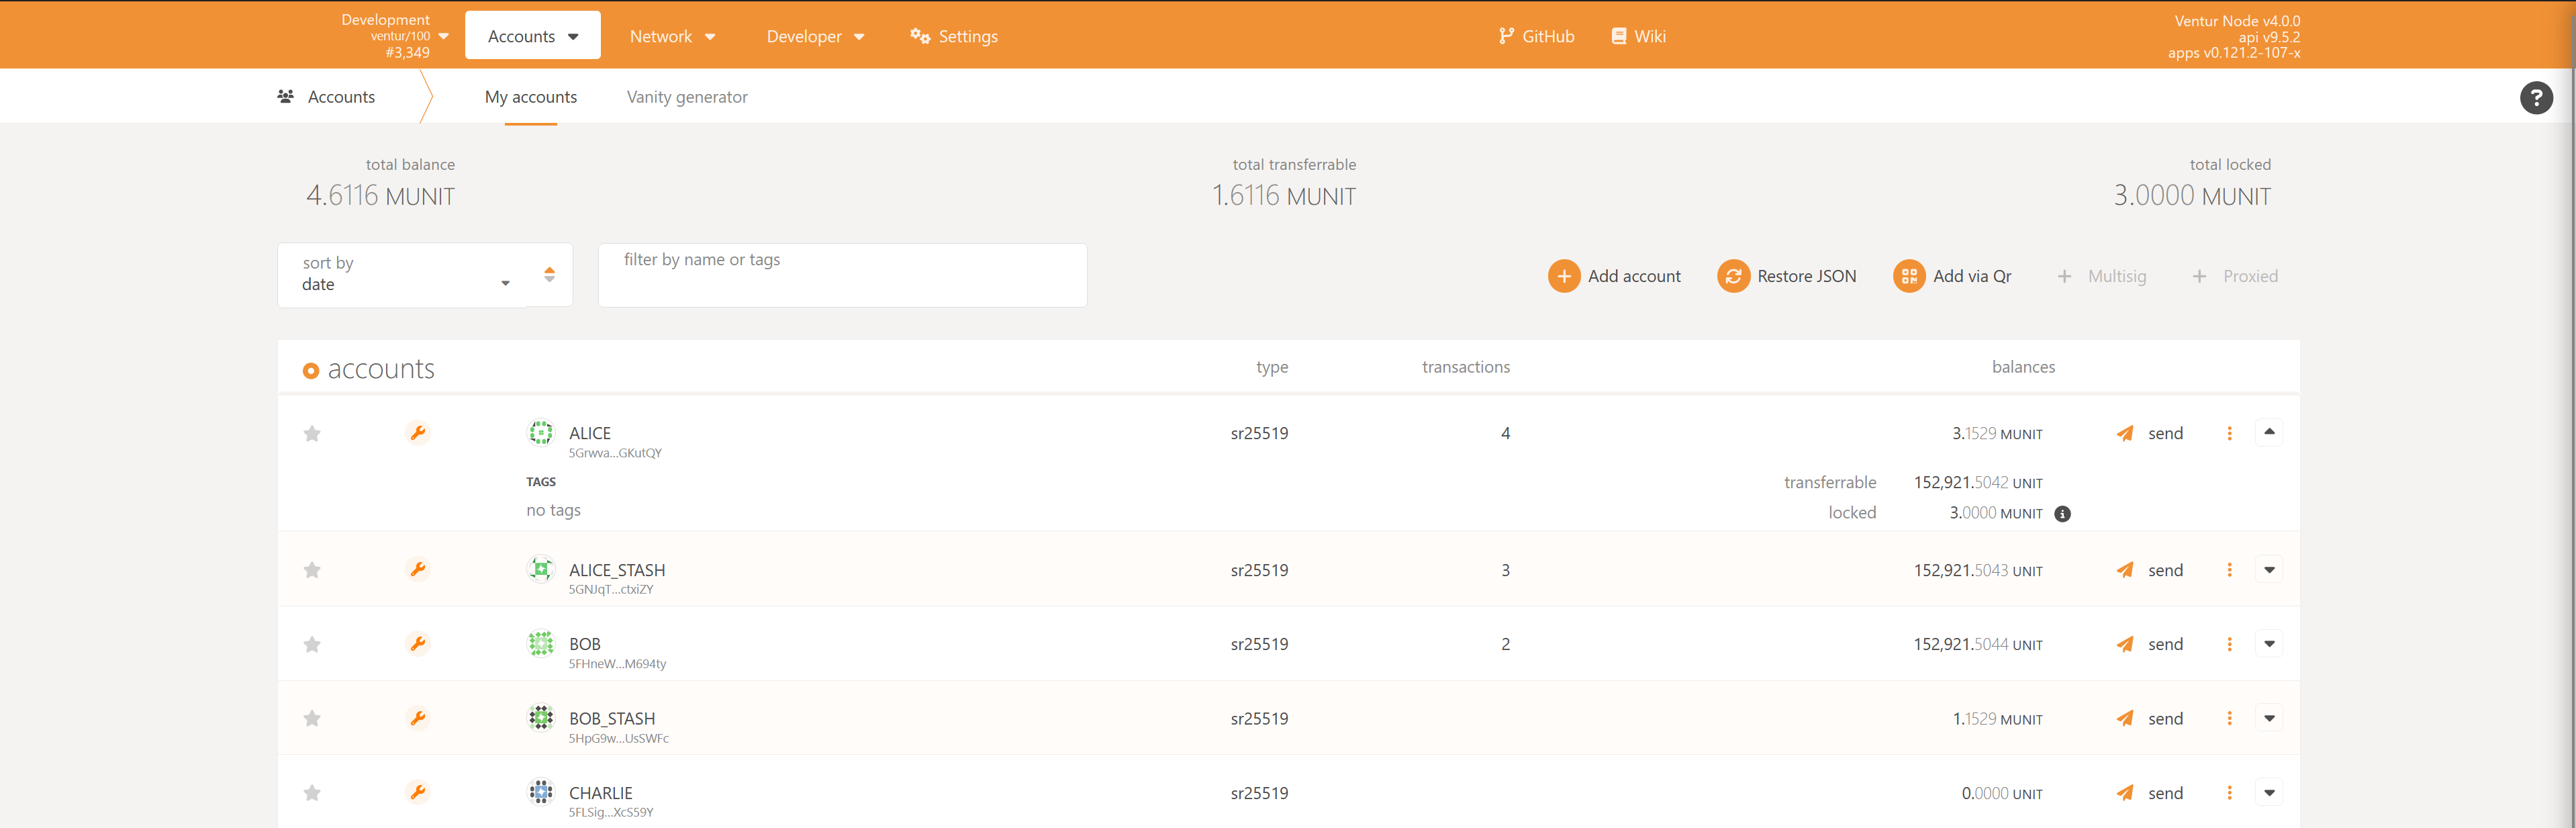 Development
ventur/100
#3,349
Accounts
Network
Developer
Settings
GitHub
Wiki
Ventur Node v4.0.0
api v9.5.2
apps v0.121.2-107-x
Accounts
My accounts
Vanity generator
?
total balance
4.6116 MUNIT
total transferrable
1.6116 MUNIT
total locked
3.0000 MUNIT
sort by
date
filter by name or tags
Add account
Restore JSON
Add via Qr
Multisig
Proxied
accounts
type
transactions
balances
ALICE
5Grwva...GKutQY
sr25519
4
3.1529 MUNIT
send
TAGS
no tags
transferrable
152,921.5042 UNIT
locked
3.0000 MUNIT
ALICE_STASH
5GNJqT...ctxiZY
sr25519
3
152,921.5043 UNIT
send
BOB
5FHneW...M694ty
sr25519
2
152,921.5044 UNIT
send
BOB_STASH
5HpG9w...UsSWFc
sr25519
1.1529 MUNIT
send
CHARLIE
5FLSig...XcS59Y
sr25519
0.0000 UNIT
send